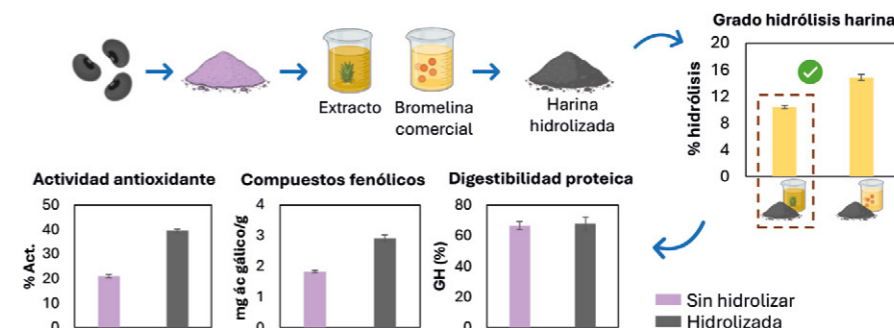 Grado hidrólisis harina
% hidrólisis
20
16
12
8
4
0
Extracto
Bromelina
comercial
Harina
hidrolizada
Actividad antioxidante
% Act.
50
40
30
20
10
0
Compuestos fenólicos
mg ác gálico/g
4
3
2
1
0
Digestibilidad proteica
GH (%)
80
60
40
20
0
Sin hidrolizar
Hidrolizada